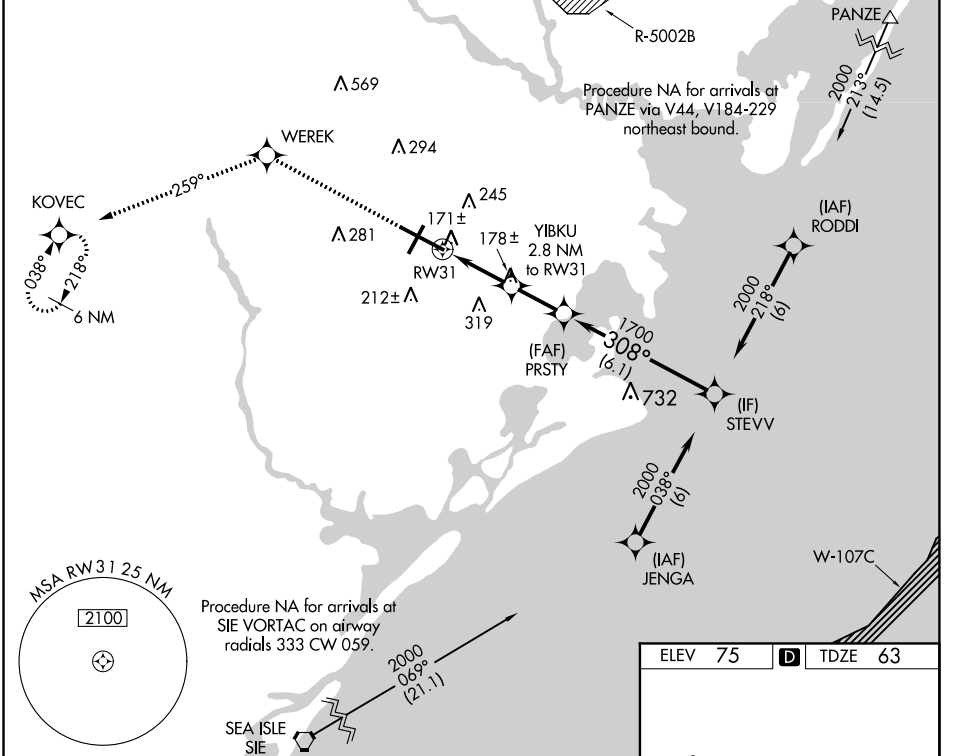 PANZE
R-5002B
2000
213°
(14.5)
569
Procedure NA for arrivals at
PANZE via V44, V184-229
northeast bound.
WEREK
294
259°
KOVEC
245
(IAF)
RODDI
171±
178±
YIBKU
2.8 NM
to RW31
281
RW31
038°
218°
6 NM
212±
319
2000
218°
(6)
(FAF)
PRSTY
1700
308°
(6.1)
732
(IF)
STEVV
2000
038°
(6)
(IAF)
JENGA
W-107C
MSA RW31 25 NM
2100
Procedure NA for arrivals at
SIE VORTAC on airway
radials 333 CW 059.
2000
069°
(21.1)
SEA ISLE
SIE
ELEV 75 D TDZE 63